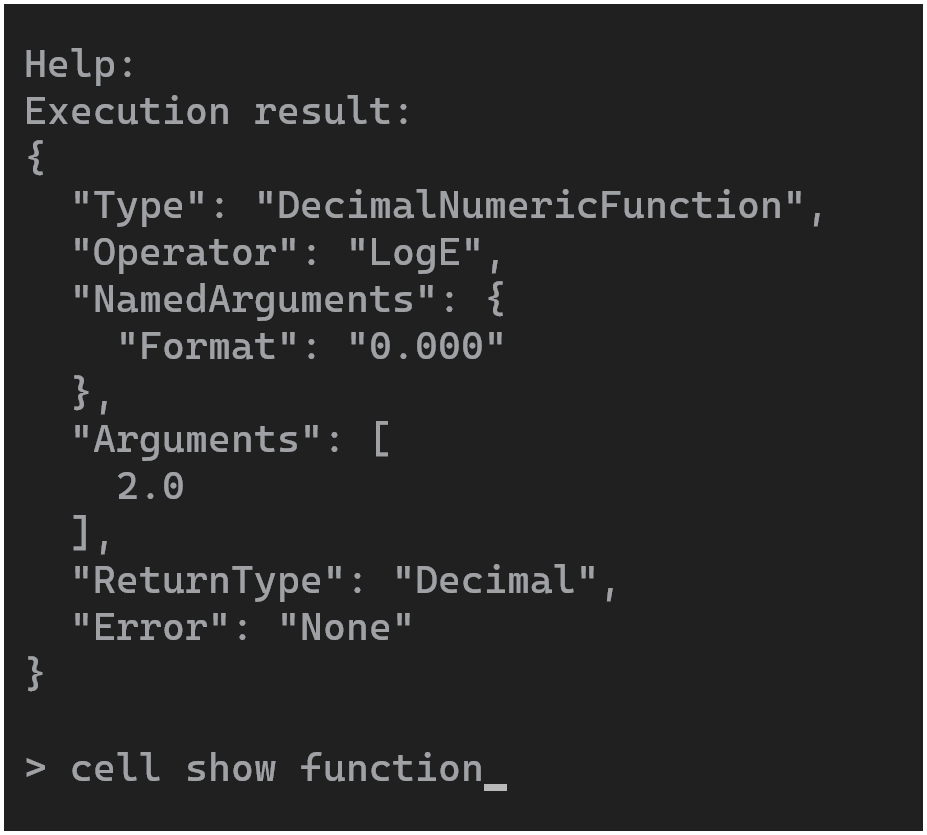 Help:
Execution result:
{
  "Type": "DecimalNumericFunction",
  "Operator": "LogE",
  "NamedArguments": {
    "Format": "0.000"
  },
  "Arguments": [
    2.0
  ],
  "ReturnType": "Decimal",
  "Error": "None"
}
> cell show function_